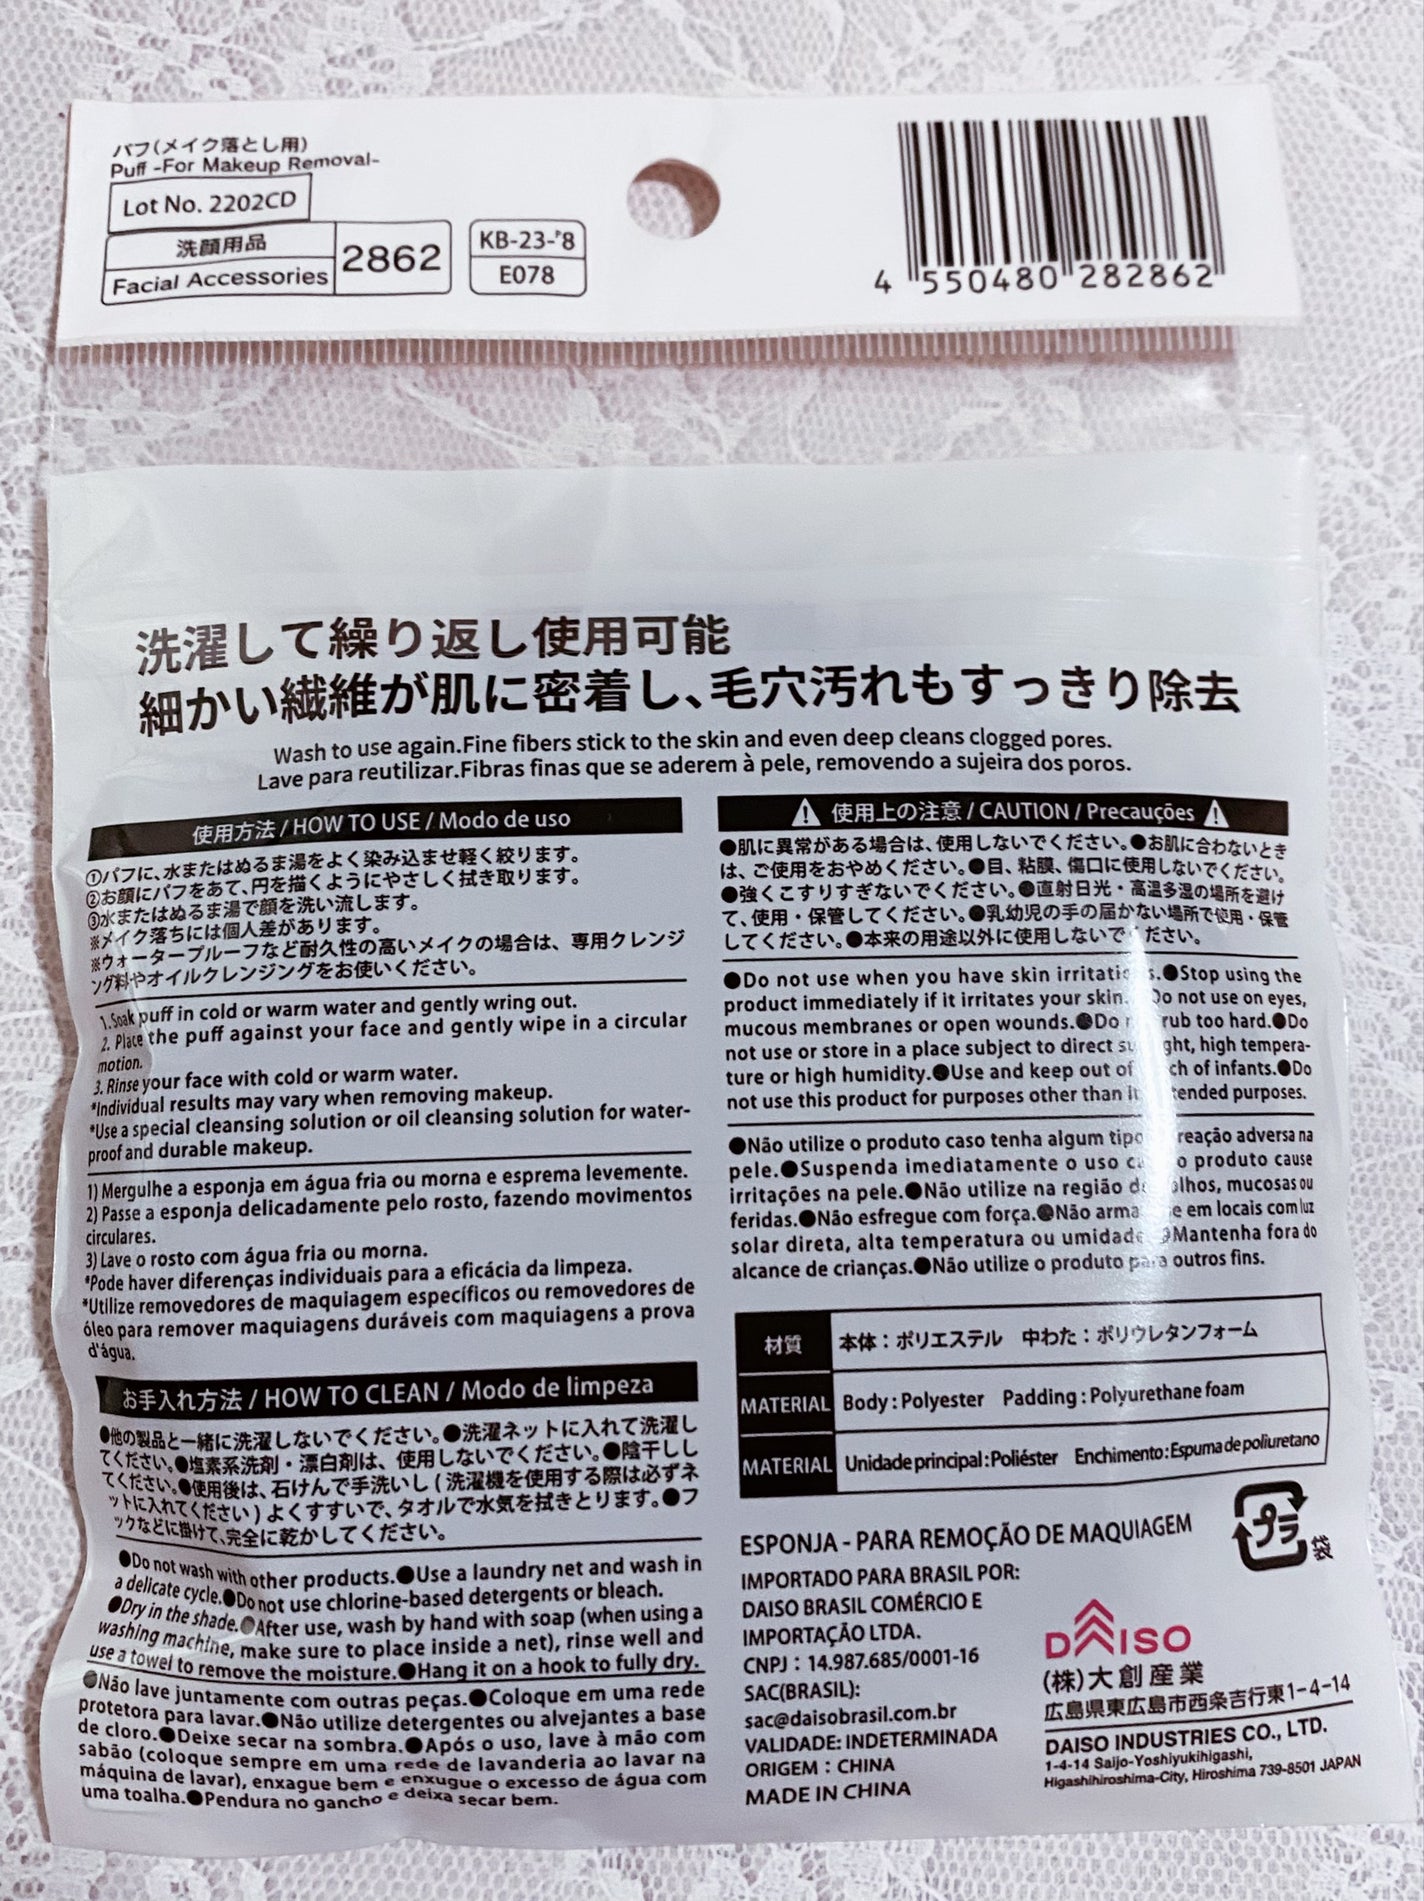 パフ(メイク落とし用)
Puff -For Makeup Removal-
Lot No. 2202CD
洗顔用品
Facial Accessories
2862
KB-23-
E078
4 550480 282862
洗濯して繰り返し使用可能
細かい繊維が肌に密着し、毛穴汚れもすっきり除去
Wash to use again.Fine fibers stick to the skin and even deep cleans clogged pores.
Lave para reutilizar.Fibras finas que se aderem à pele, removendo a sujeira dos poros.
使用方法 / HOW TO USE / Modo de uso
①パフに、水またはぬるま湯をよく染み込ませ軽く絞ります。
②お顔にパフをあて、円を描くようにやさしく拭き取ります。
③水またはぬるま湯で顔を洗い流します。
※メイク落ちには個人差があります。
※ウォータープルーフなど耐久性の高いメイクの場合は、専用クレンジ
ング料やオイルクレンジングをお使いください。
1. Soak puff in cold or warm water and gently wring out.
2. Place the puff against your face and gently wipe in a circular
motion.
3. Rinse your face with cold or warm water.
*Individual results may vary when removing makeup.
*Use a special cleansing solution or oil cleansing solution for water-
proof and durable makeup.
1) Mergulhe a esponja em água fria ou morna e esprema levemente.
2) Passe a esponja delicadamente pelo rosto, fazendo movimentos
circulares.
3) Lave o rosto com água fria ou morna.
*Pode haver diferenças individuais para a eficácia da limpeza.
*Utilize removedores de maquiagem específicos ou removedores de
óleo para remover maquiagens duráveis com maquiagens a prova
d'água.
お手入れ方法 / HOW TO CLEAN / Modo de limpeza
●他の製品と一緒に洗濯しないでください。●洗濯ネットに入れて洗濯し
てください。●塩素系洗剤・漂白剤は、使用しないでください。●陰干しし
てください。●使用後は、石けんで手洗いし(洗濯機を使用する際は必ずネ
ットに入れてください)よくすすいで、タオルで水気を拭きとります。●フ
ックなどに掛けて、完全に乾かしてください。
●Do not wash with other products.●Use a laundry net and wash in
a delicate cycle.●Do not use chlorine-based detergents or bleach.
●Dry in the shade.●After use, wash by hand with soap (when using a
washing machine, make sure to place inside a net), rinse well and
use a towel to remove the moisture.●Hang it on a hook to fully dry.
●Não lave juntamente com outras peças.●Coloque em uma rede
protetora para lavar.●Não utilize detergentes ou alvejantes a base
de cloro.●Deixe secar na sombra.●Após o uso, lave à mão com
sabão (coloque sempre em uma rede de lavanderia ao lavar na
máquina de lavar), enxague bem e enxugue o excesso de água com
uma toalha.●Pendura no gancho e deixa secar bem.
使用上の注意 / CAUTION / Precauções
●肌に異常がある場合は、使用しないでください。●お肌に合わないとき
は、ご使用をおやめください。●目、粘膜、傷口に使用しないでください。
●強くこすりすぎないでください。●直射日光・高温多湿の場所を避け
て、使用・保管してください。●乳幼児の手の届かない場所で使用・保管
してください。●本来の用途以外に使用しないで ださい。
●Do not use when you have skin .●Stop using the
product immediately if it irritates your skin. Do not use on eyes,
mucous membranes or open wounds.●Do rub too hard.●Do
not use or store in a place subject to direct high tempera-
ture or high humidity.●Use and keep out of of infants.●Do
not use this product for purposes other than purposes.
●Não utilize o produto caso tenha algum tipo reação adversa na
pele.●Suspenda imediatamente o uso o produto cause
irritações na pele.●Não utilize na região mucosas ou
feridas.●Não esfregue com força.●Não em locais com luz
solar direta, alta temperatura ou ●Mantenha fora do
alcance de crianças.●Não utilize o produto para outros fins.
材質 本体：ポリエステル 中わた：ポリウレタンフォーム
MATERIAL Body : Polyester Padding : Polyurethane foam
MATERIAL Unidade principal : Poliéster Enchimento : Espuma de poliuretano
ESPONJA - PARA REMOÇÃO DE MAQUIAGEM
IMPORTADO PARA BRASIL POR:
DAISO BRASIL COMÉRCIO E
IMPORTAÇÃO LTDA.
CNPJ : 14.987.685/0001-16
SAC(BRASIL):
sac@daisobrasil.com.br
VALIDADE: INDETERMINADA
ORIGEM : CHINA
MADE IN CHINA
プラ
袋
DAISO
(株)大創産業
広島県東広島市西条吉行東1-4-14
DAISO INDUSTRIES CO., LTD.
1-4-14 Saijo-Yoshiyukihigashi,
Higashihiroshima-City, Hiroshima 739-8501 JAPAN